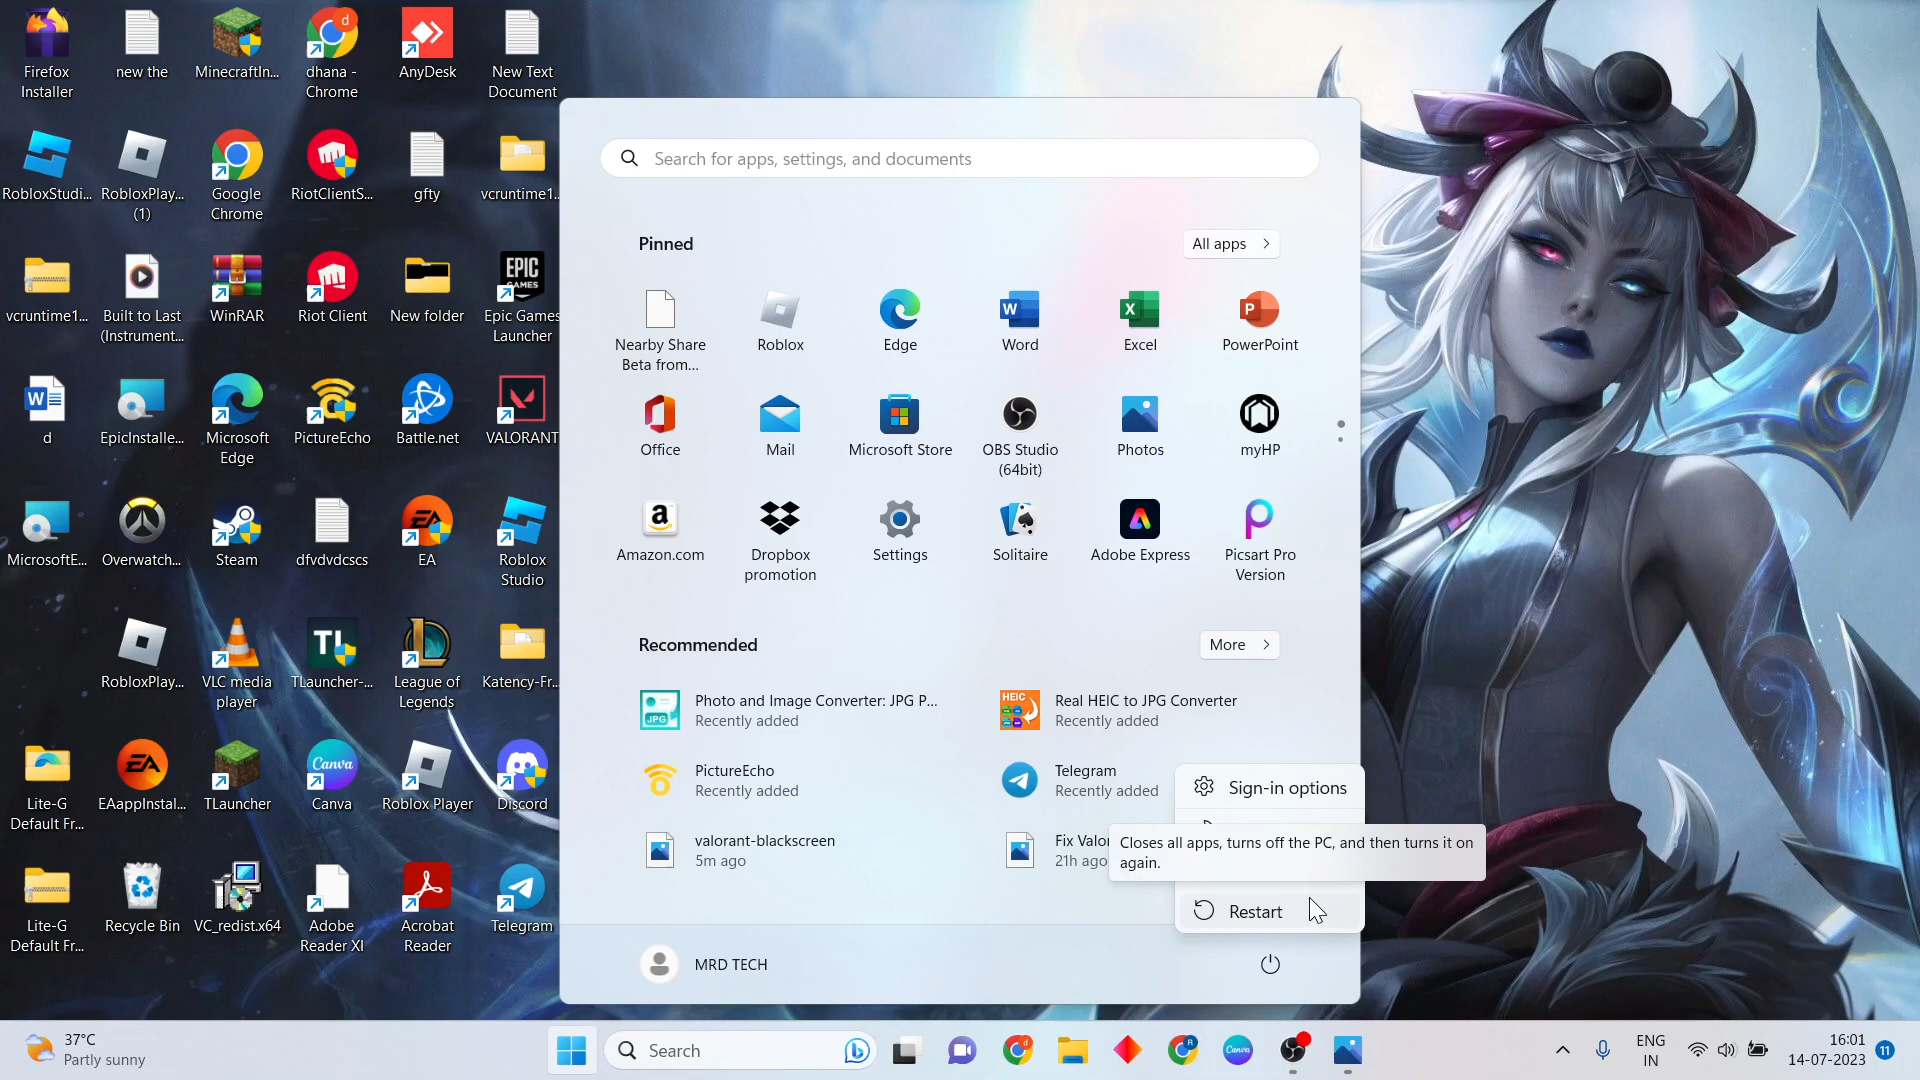 Firefox
Installer
new the
MinecraftIn...
dhana -
Chrome
AnyDesk
New Text
Document
RobloxStudi...
RobloxPlay...
(1)
Google
Chrome
RiotClientS...
gfty
vcruntime1...
vcruntime1...
Built to Last
(Instrument...
WinRAR
Riot Client
New folder
EPIC
GAMES
Epic Games
Launcher
d
EpicInstalle...
Microsoft
Edge
PictureEcho
Battle.net
VALORANT
MicrosoftE...
Overwatch...
Steam
dfvdvdcscs
EA
Roblox
Studio
RobloxPlay...
VLC media
player
TLauncher-...
League of
Legends
Katency-Fr...
Lite-G
Default Fr...
EAappInstal...
TLauncher
Canva
Roblox Player
Discord
Lite-G
Default Fr...
Recycle Bin
VC_redist.x64
Adobe
Reader XI
Acrobat
Reader
Telegram
Search for apps, settings, and documents
Pinned
All apps
Nearby Share
Beta from...
Roblox
Edge
Word
Excel
PowerPoint
Office
Mail
Microsoft Store
OBS Studio
(64bit)
Photos
myHP
Amazon.com
Dropbox
promotion
Settings
Solitaire
Adobe Express
Picsart Pro
Version
Recommended
More
Photo and Image Converter: JPG P...
Recently added
Real HEIC to JPG Converter
Recently added
PictureEcho
Recently added
Telegram
Recently added
valorant-blackscreen
5m ago
Fix Valo
21h ago
Sign-in options
Closes all apps, turns off the PC, and then turns it on
again.
Restart
MRD TECH
37°C
Partly sunny
Search
ENG
IN
16:01
14-07-2023
11